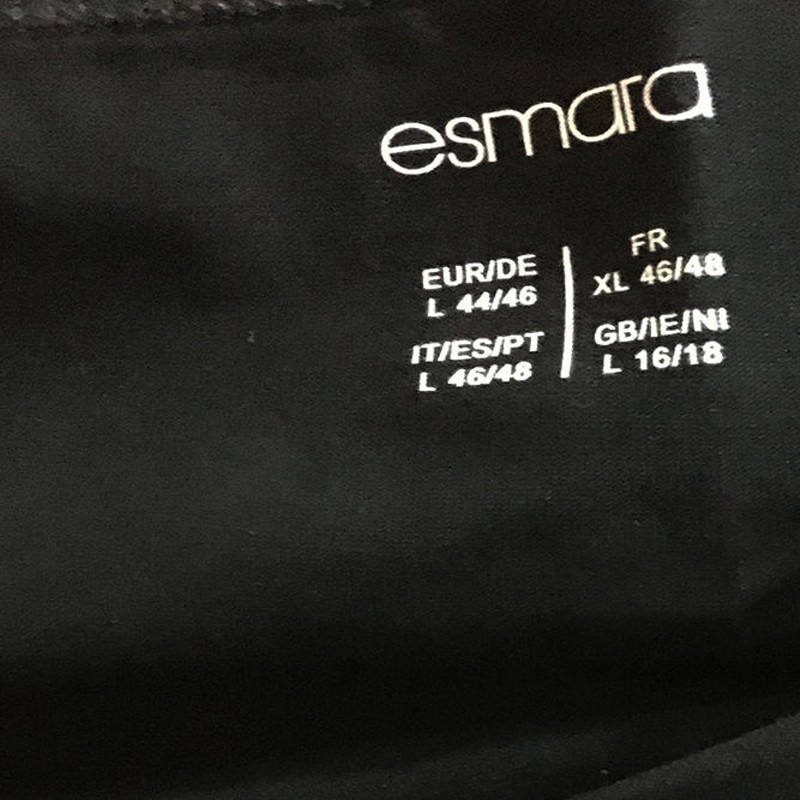 esmara
EUR/DE
L 44/46
IT/ES/PT
L 46/48
FR
XL 46/48
GB/IE/NI
L 16/18